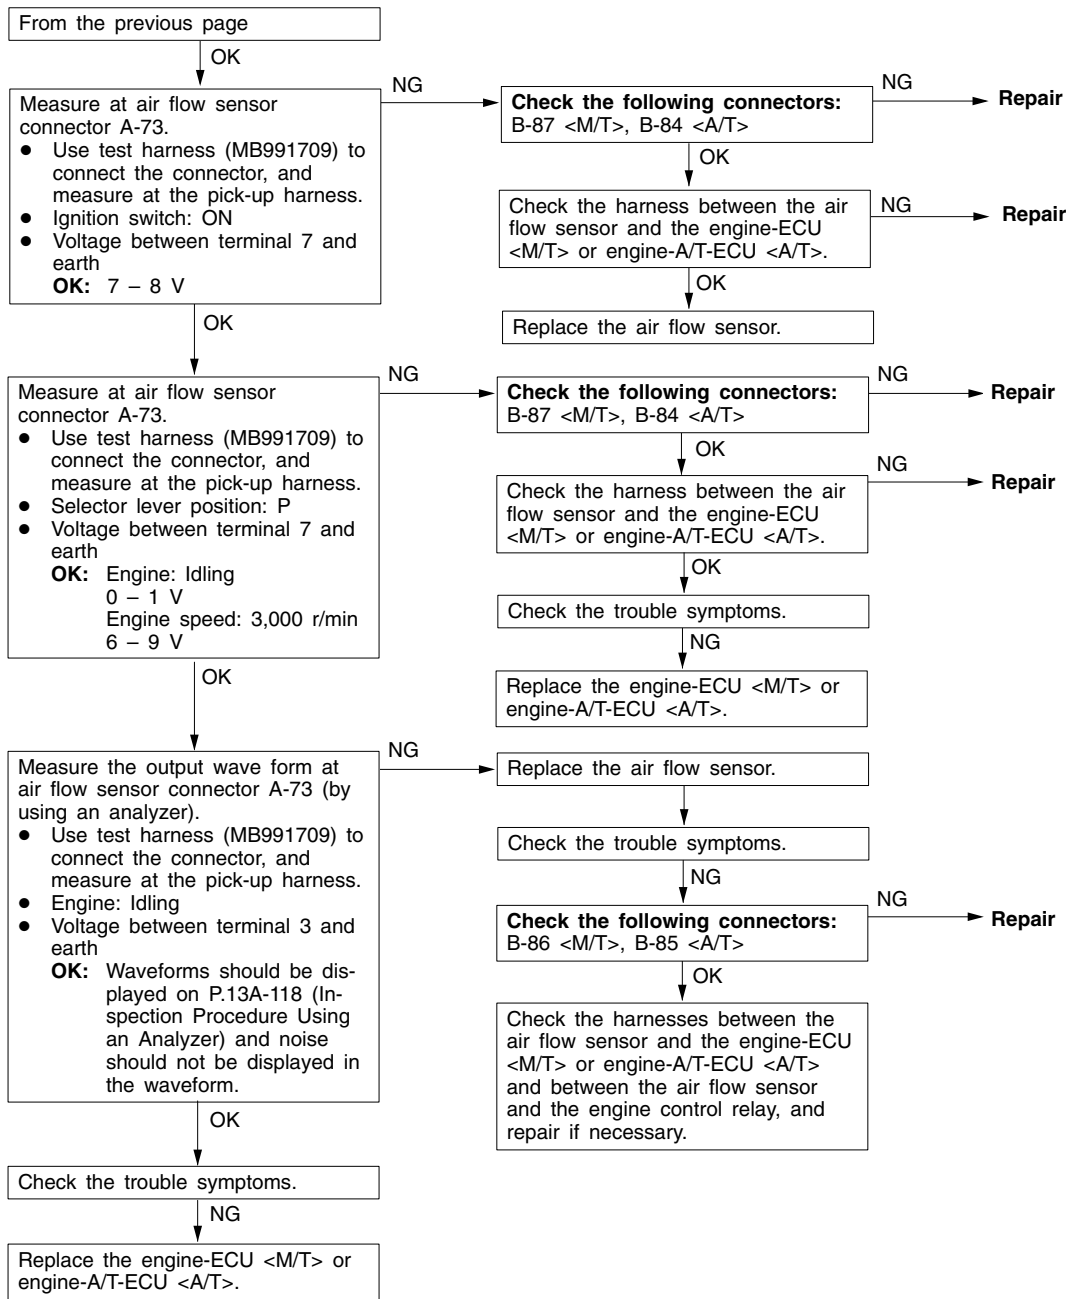 From the previous page
OK
Measure at air flow sensor
connector A-73.
● Use test harness (MB991709) to
connect the connector, and
measure at the pick-up harness.
● Ignition switch: ON
● Voltage between terminal 7 and
earth
OK: 7 – 8 V
NG
Check the following connectors:
B-87 <M/T>, B-84 <A/T>
NG
Repair
OK
Check the harness between the air
flow sensor and the engine-ECU
<M/T> or engine-A/T-ECU <A/T>.
NG
Repair
OK
Replace the air flow sensor.
OK
Measure at air flow sensor
connector A-73.
● Use test harness (MB991709) to
connect the connector, and
measure at the pick-up harness.
● Selector lever position: P
● Voltage between terminal 7 and
earth
OK: Engine: Idling
0 – 1 V
Engine speed: 3,000 r/min
6 – 9 V
NG
Check the following connectors:
B-87 <M/T>, B-84 <A/T>
NG
Repair
OK
Check the harness between the air
flow sensor and the engine-ECU
<M/T> or engine-A/T-ECU <A/T>.
NG
Repair
OK
Check the trouble symptoms.
NG
Replace the engine-ECU <M/T> or
engine-A/T-ECU <A/T>.
OK
Measure the output wave form at
air flow sensor connector A-73 (by
using an analyzer).
● Use test harness (MB991709) to
connect the connector, and
measure at the pick-up harness.
● Engine: Idling
● Voltage between terminal 3 and
earth
OK: Waveforms should be dis-
played on P.13A-118 (In-
spection Procedure Using
an Analyzer) and noise
should not be displayed in
the waveform.
NG
Replace the air flow sensor.
Check the trouble symptoms.
NG
Check the following connectors:
B-86 <M/T>, B-85 <A/T>
NG
Repair
OK
Check the harnesses between the
air flow sensor and the engine-ECU
<M/T> or engine-A/T-ECU <A/T>
and between the air flow sensor
and the engine control relay, and
repair if necessary.
OK
Check the trouble symptoms.
NG
Replace the engine-ECU <M/T> or
engine-A/T-ECU <A/T>.